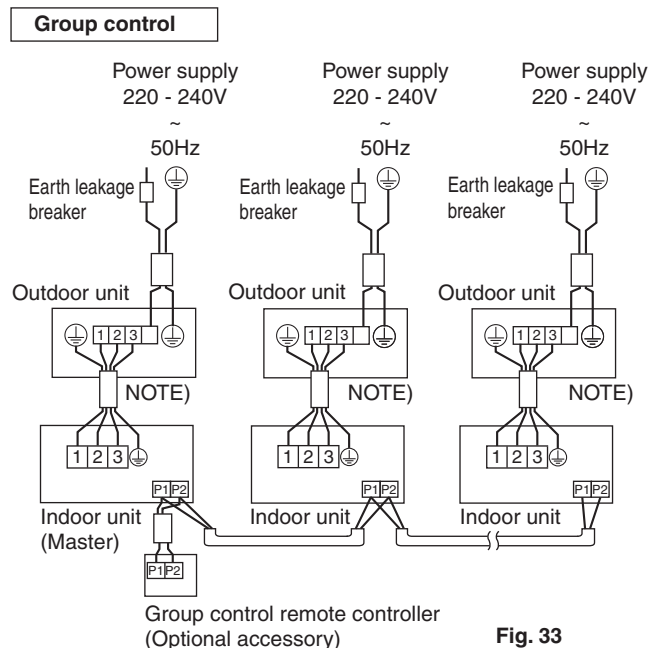 Group control
Power supply Power supply Power supply
220 - 240V 220 - 240V 220 - 240V
~ ~ ~
50Hz 50Hz 50Hz
Earth leakage Earth leakage Earth leakage
breaker breaker breaker
Outdoor unit Outdoor unit Outdoor unit
1 2 3 1 2 3 1 2 3
NOTE) NOTE) NOTE)
1 2 3 1 2 3 1 2 3
P1 P2 P1 P2 P1 P2
Indoor unit Indoor unit Indoor unit
(Master)
P1 P2
Group control remote controller
(Optional accessory) Fig. 33